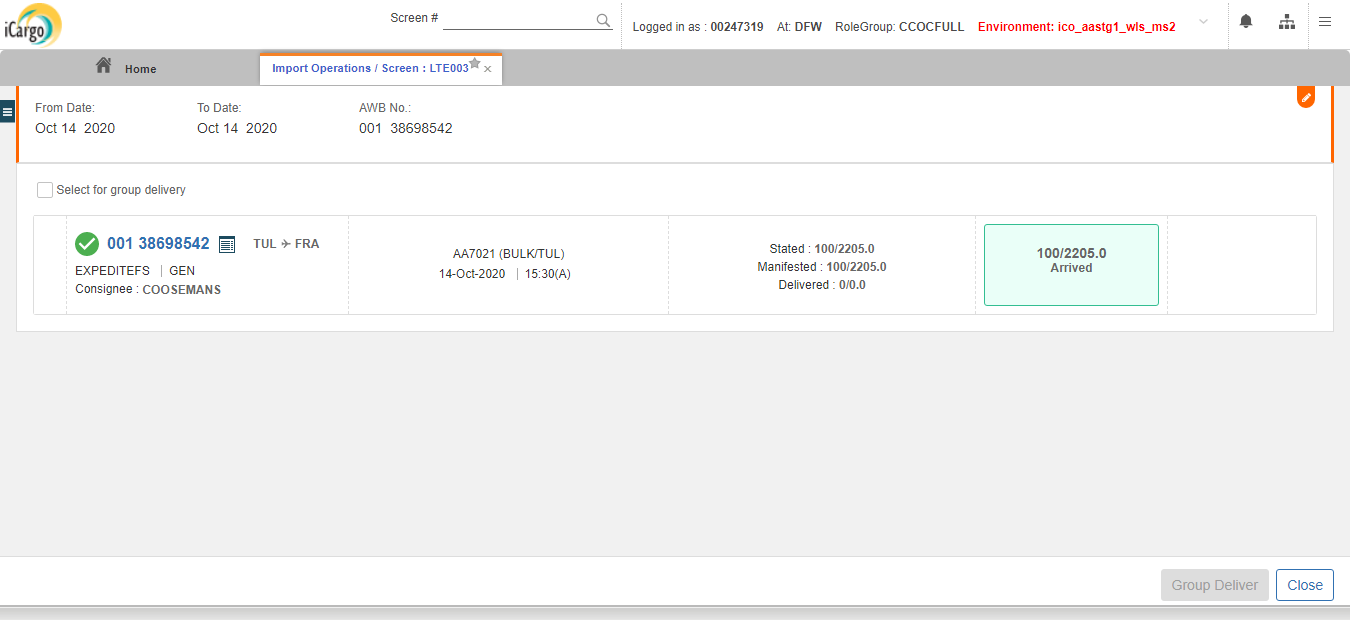 iCargo
Screen #
Logged in as : 00247319 At: DFW RoleGroup: CCOCFULL Environment: ico_aastg1_wls_ms2
Home
Import Operations / Screen : LTE003
From Date: To Date: AWB No.:
Oct 14 2020 Oct 14 2020 001 38698542
Select for group delivery
001 38698542 TUL FRA
EXPEDITEFS | GEN
Consignee : COOSEMANS
AA7021 (BULK/TUL)
14-Oct-2020 | 15:30(A)
Stated : 100/2205.0
Manifested : 100/2205.0
Delivered : 0/0.0
100/2205.0
Arrived
Group Deliver Close